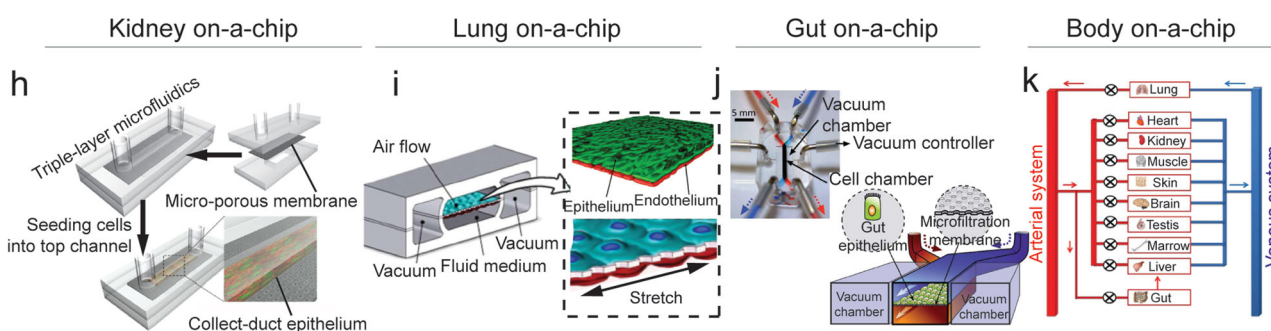 Kidney on-a-chip
Lung on-a-chip
Gut on-a-chip
Body on-a-chip
h
Triple-layer microfluidics
Micro-porous membrane
Seeding cells
into top channel
Collect-duct epithelium
i
Air flow
Epithelium
Endothelium
Vacuum
Vacuum
Fluid medium
Stretch
j
5 mm
Vacuum
chamber
Vacuum controller
Cell chamber
Gut
epithelium
Microfiltration
membrane
Vacuum
chamber
Vacuum
chamber
k
Arterial system
Lung
Heart
Kidney
Muscle
Skin
Brain
Testis
Marrow
Liver
Gut
Venous system